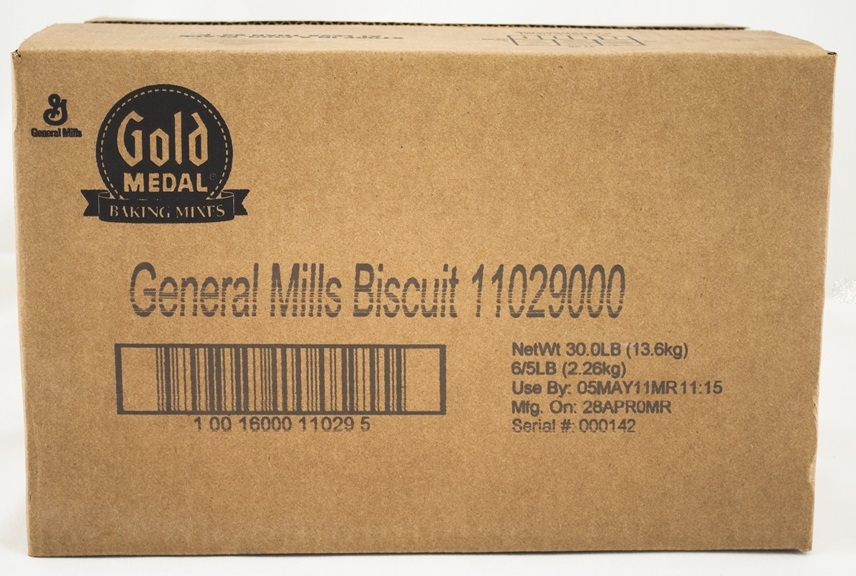 General Mills
Gold
MEDAL
BAKING MIXES
General Mills Biscuit 11029000
1 00 16000 11029 5
NetWt 30.0LB (13.6kg)
6/5LB (2.26kg)
Use By: 05MAY11MR11:15
Mfg. On: 28APR0MR
Serial #: 000142